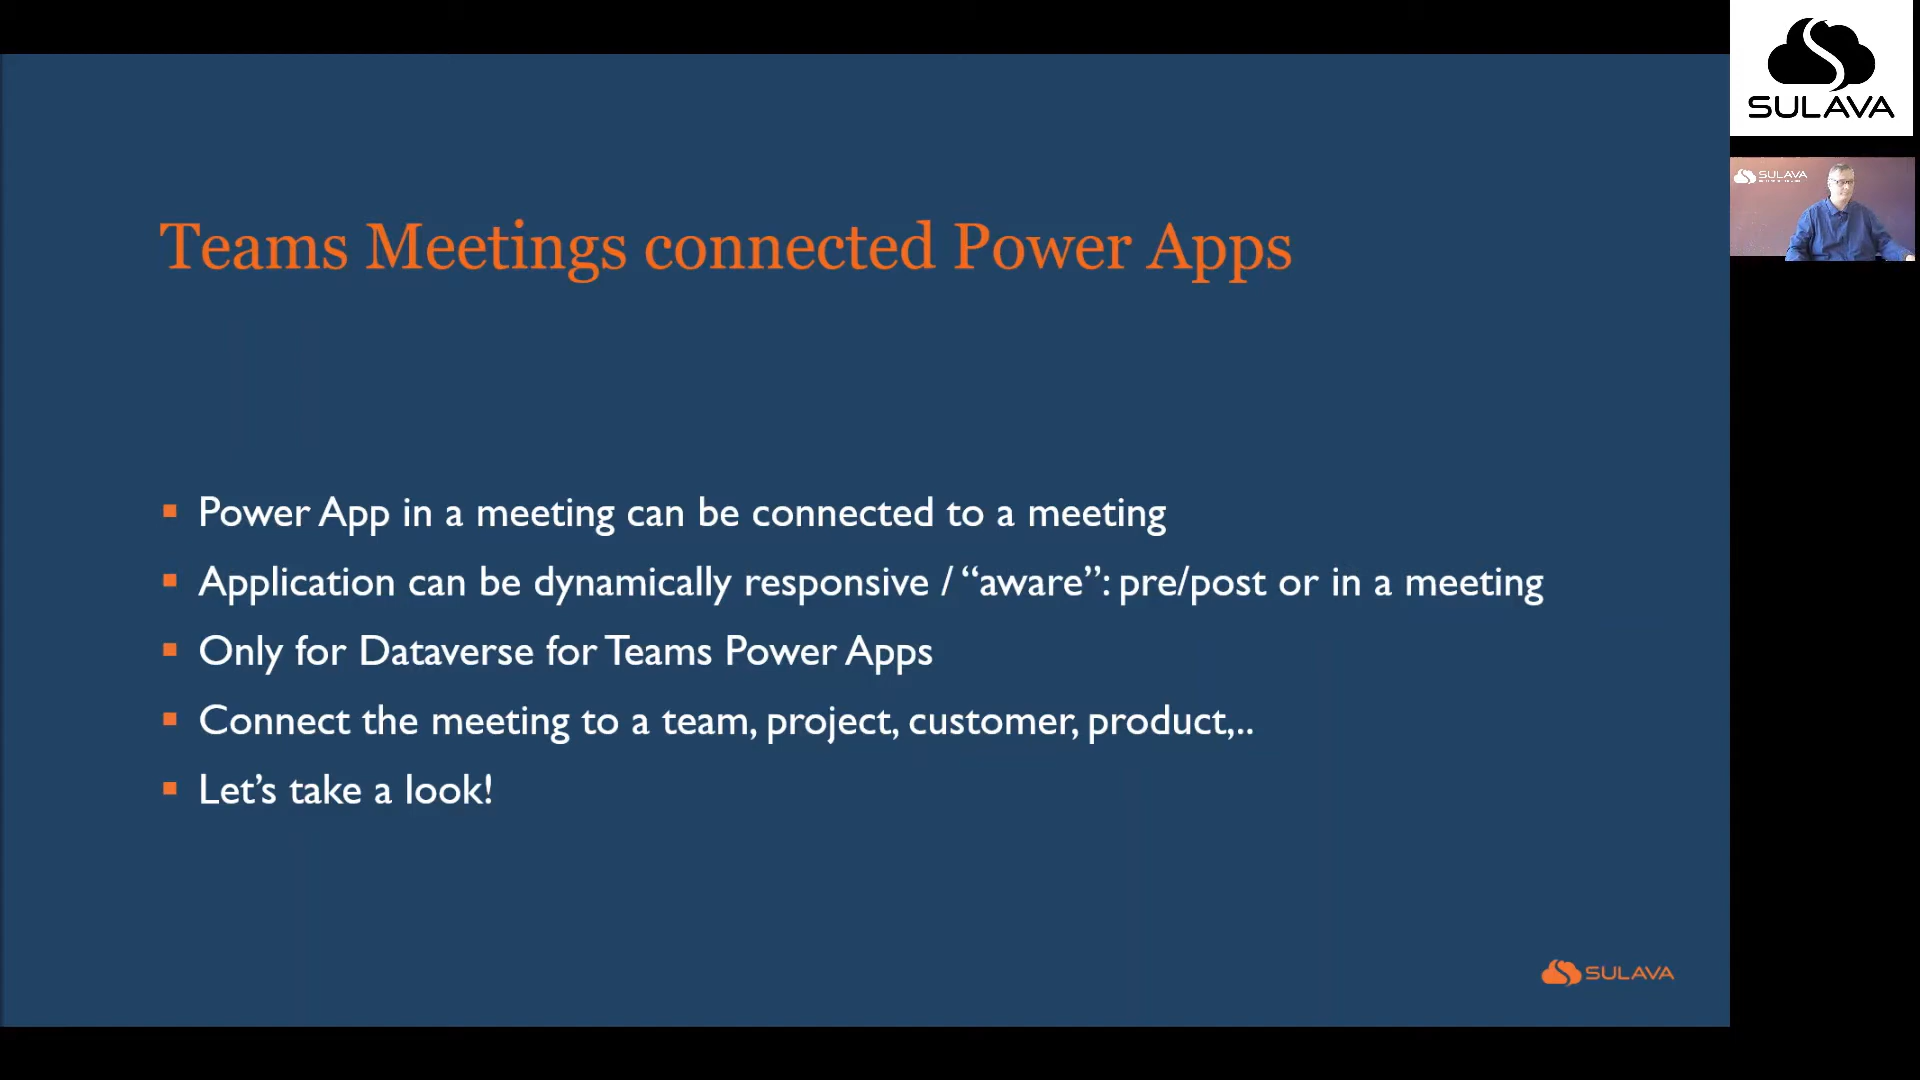 Teams Meetings connected Power Apps
Power App in a meeting can be connected to a meeting
Application can be dynamically responsive / “aware”: pre/post or in a meeting
Only for Dataverse for Teams Power Apps
Connect the meeting to a team, project, customer, product,..
Let’s take a look!
SULAVA
SULAVA
SULAVA